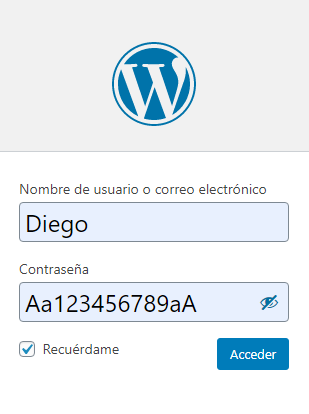 Nombre de usuario o correo electrónico
Diego
Contraseña
Aa123456789aA
Recuérdame
Acceder